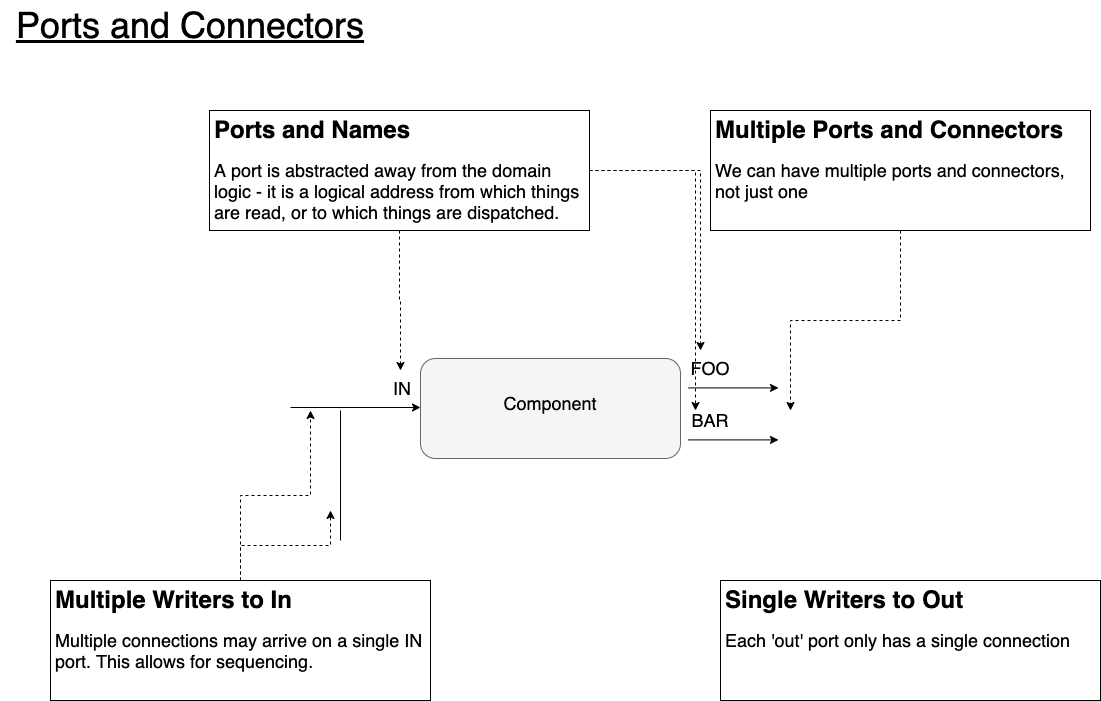 Ports and Connectors
Ports and Names
A port is abstracted away from the domain
logic - it is a logical address from which things
are read, or to which things are dispatched.
Multiple Ports and Connectors
We can have multiple ports and connectors,
not just one
FOO
IN
Component
BAR
Multiple Writers to In
Multiple connections may arrive on a single IN
port. This allows for sequencing.
Single Writers to Out
Each 'out' port only has a single connection